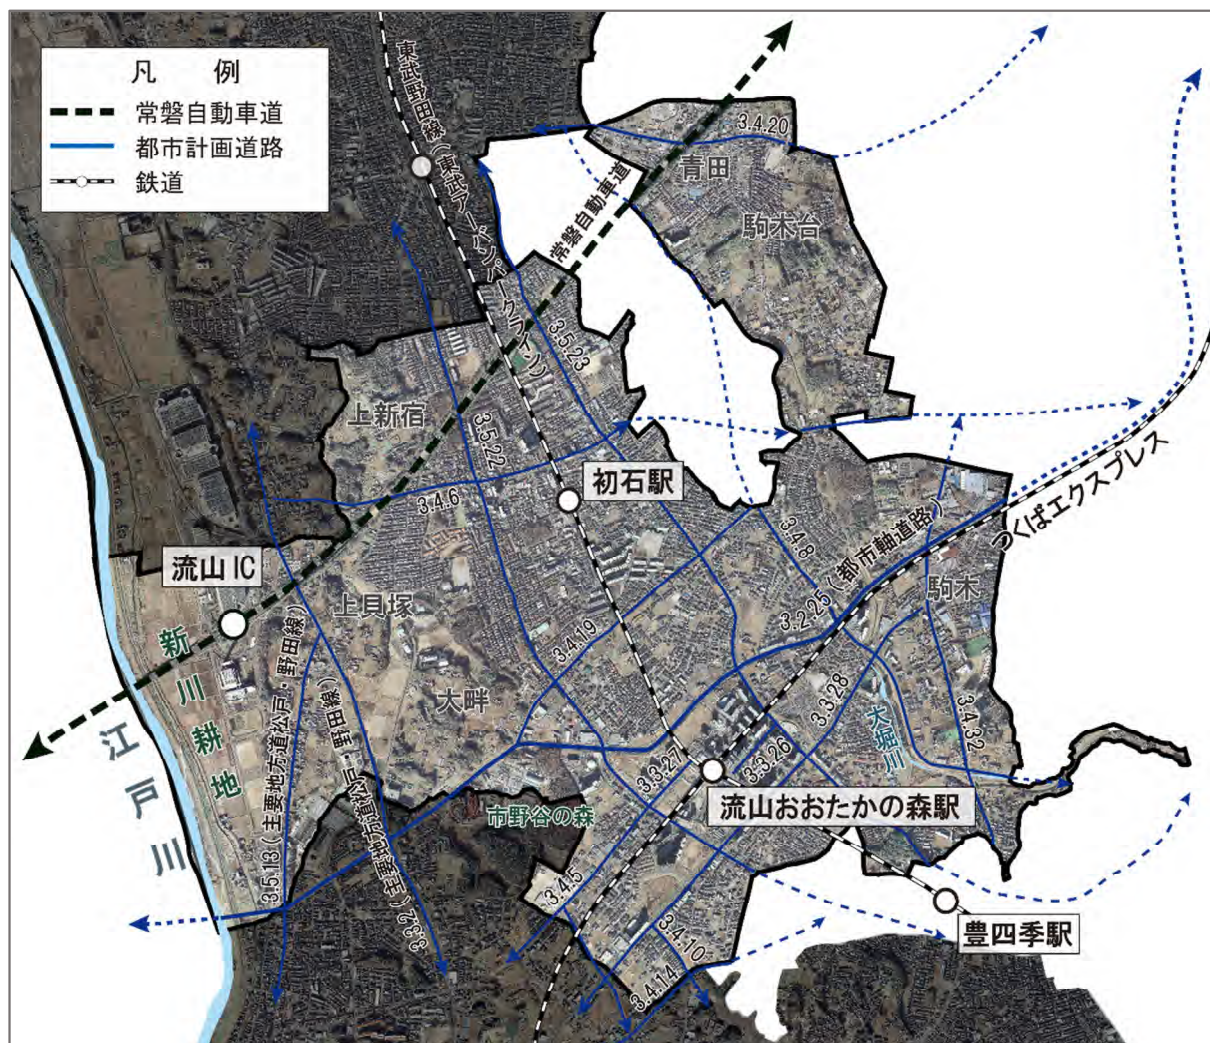 凡 例
常磐自動車道
都市計画道路
鉄道
東武野田線（東武アーバンパークライン）
常磐自動車道
3.4.20
青田
駒木台
3.5.23
上新宿
3.5.22
3.4.6
初石駅
3.4.8
3.2.25（都市軸道路）
つくばエクスプレス
流山IC
上貝塚
駒木
新川耕地
江戸川
3.5.13（主要地方道松戸・野田線）
3.3.2（主要地方道松戸・野田線）
3.4.19
大畔
3.3.28
大堀川
3.4.32
3.3.27
3.3.26
流山おおたかの森駅
市野谷の森
3.4.5
3.4.10
3.4.14
豊四季駅